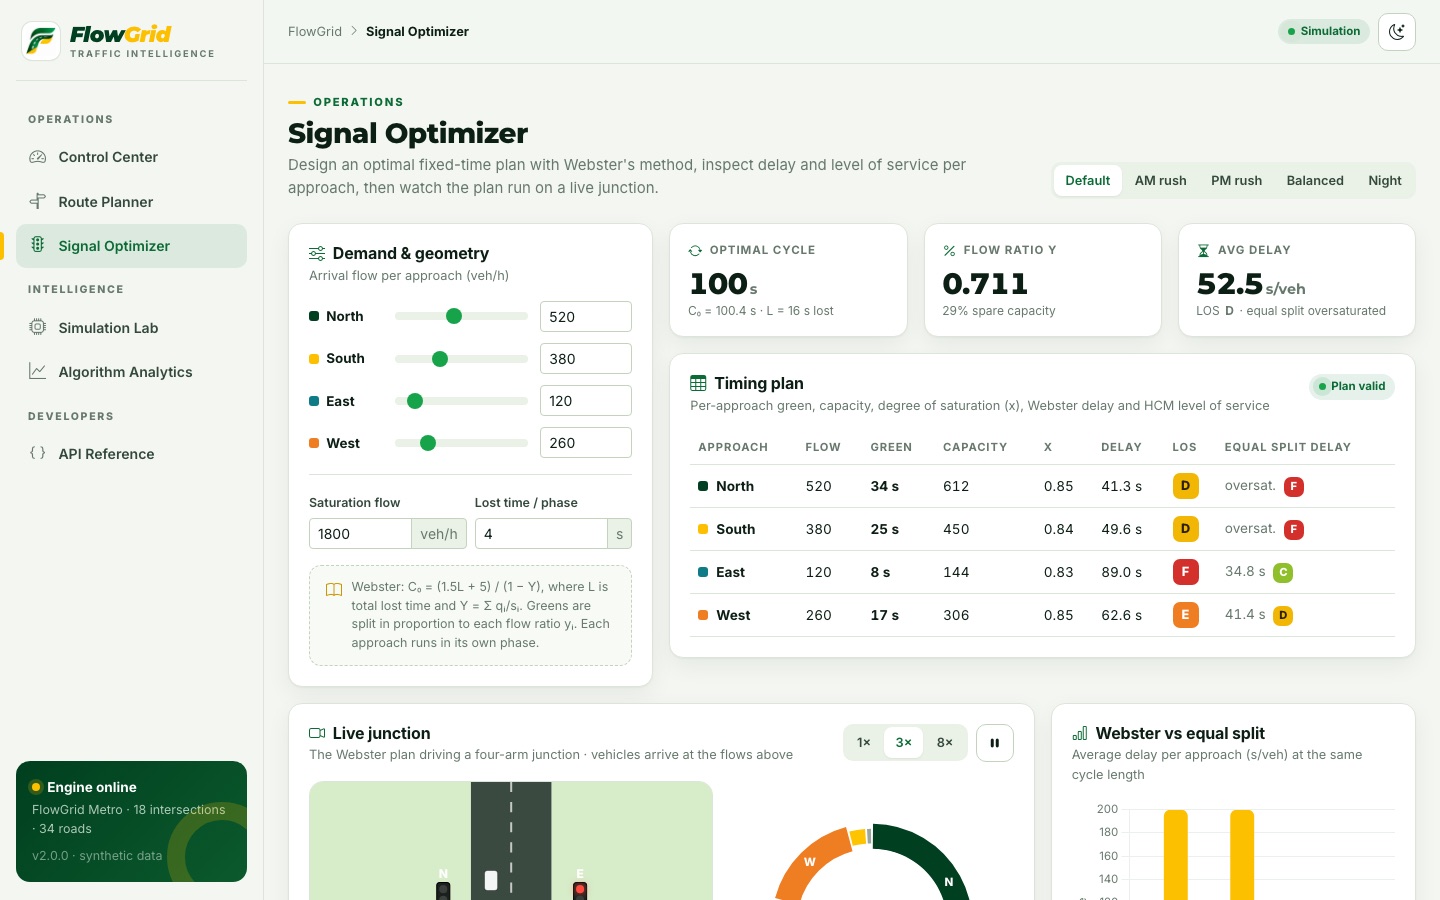 FlowGrid
TRAFFIC INTELLIGENCE
OPERATIONS
Control Center
Route Planner
Signal Optimizer
INTELLIGENCE
Simulation Lab
Algorithm Analytics
DEVELOPERS
API Reference
Engine online
FlowGrid Metro · 18 intersections
· 34 roads
v2.0.0 · synthetic data
FlowGrid > Signal Optimizer
Simulation
OPERATIONS
Signal Optimizer
Design an optimal fixed-time plan with Webster's method, inspect delay and level of service per
approach, then watch the plan run on a live junction.
Default AM rush PM rush Balanced Night
Demand & geometry
Arrival flow per approach (veh/h)
North 520
South 380
East 120
West 260
Saturation flow Lost time / phase
1800 veh/h 4 s
Webster: C₀ = (1.5L + 5) / (1 − Y), where L is
total lost time and Y = Σ qᵢ/sᵢ. Greens are
split in proportion to each flow ratio yᵢ. Each
approach runs in its own phase.
OPTIMAL CYCLE
100 s
C₀ = 100.4 s · L = 16 s lost
FLOW RATIO Y
0.711
29% spare capacity
AVG DELAY
52.5 s/veh
LOS D · equal split oversaturated
Timing plan
Plan valid
Per-approach green, capacity, degree of saturation (x), Webster delay and HCM level of service
APPROACH FLOW GREEN CAPACITY X DELAY LOS EQUAL SPLIT DELAY
North 520 34 s 612 0.85 41.3 s D oversat. F
South 380 25 s 450 0.84 49.6 s D oversat. F
East 120 8 s 144 0.83 89.0 s F 34.8 s C
West 260 17 s 306 0.85 62.6 s E 41.4 s D
Live junction
The Webster plan driving a four-arm junction · vehicles arrive at the flows above
1× 3× 8×
N E
W N
Webster vs equal split
Average delay per approach (s/veh) at the same
cycle length
200
180
160
140